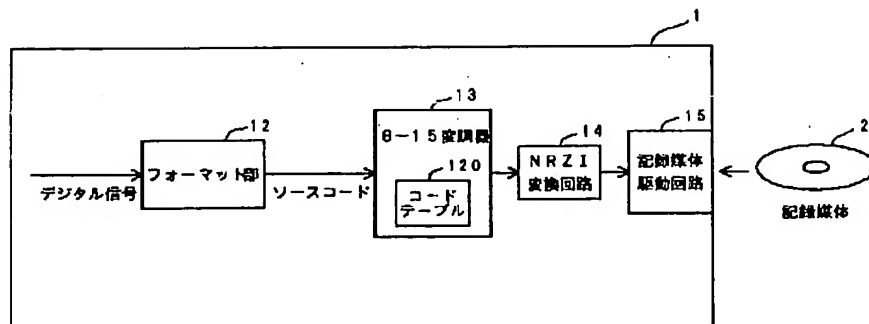 1
12
フォーマット部
デジタル信号
ソースコード
13
8-15変調器
120
コード
テーブル
14
NRZI
変換回路
15
記録媒体
駆動回路
2
記録媒体